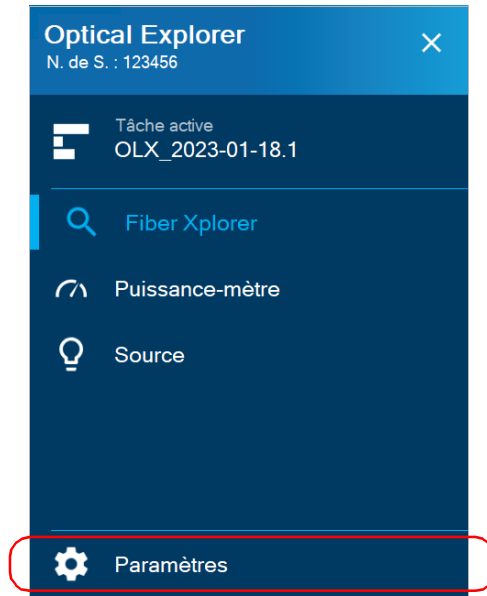 Optical Explorer
N. de S. : 123456
Tâche active
OLX_2023-01-18.1
Fiber Xplorer
Puissance-mètre
Source
Paramètres